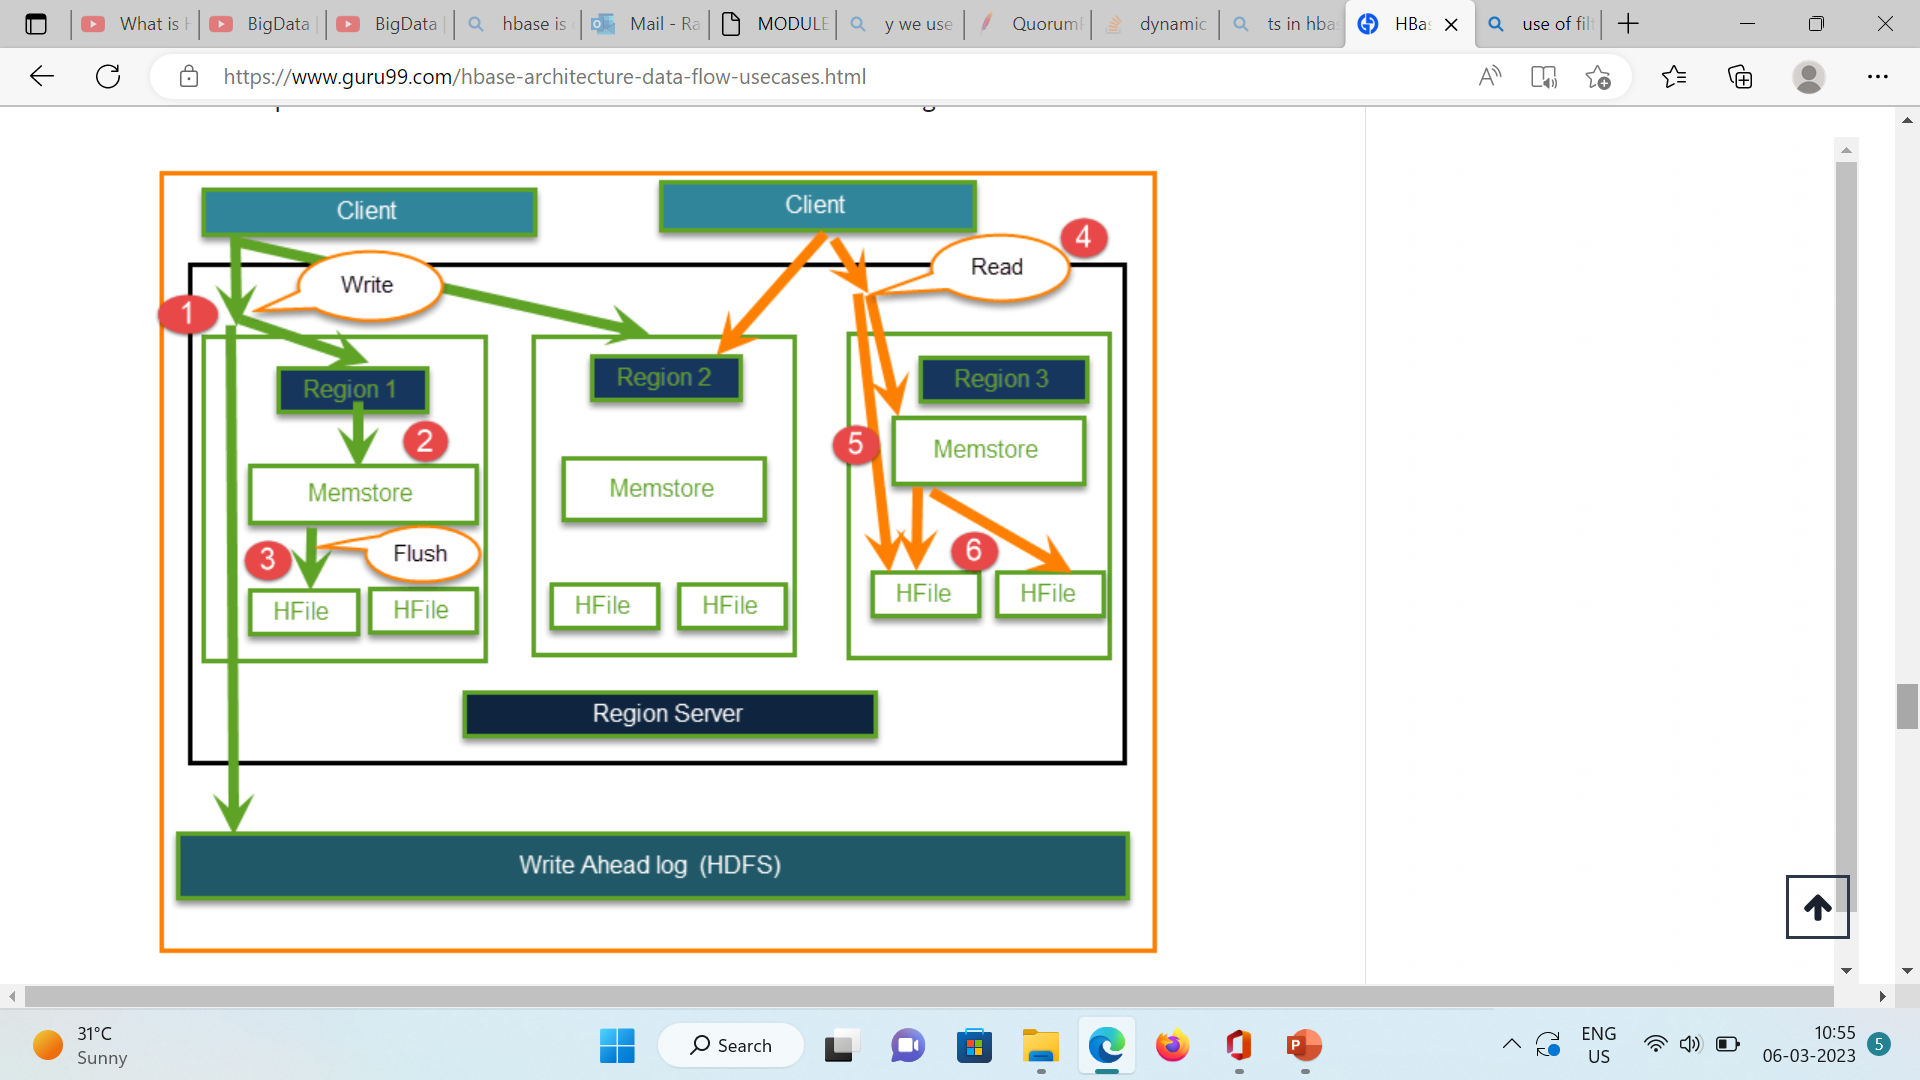 What is H
BigData
BigData
hbase is
Mail - Ra
MODULE
y we use
Quorum
dynamic
ts in hba
HBas
use of filt
https://www.guru99.com/hbase-architecture-data-flow-usecases.html
Client
Client
4
Read
Write
1
Region 1
Region 2
Region 3
2
5
Memstore
Memstore
Memstore
3
Flush
6
HFile
HFile
HFile
HFile
HFile
HFile
Region Server
Write Ahead log (HDFS)
31°C
Sunny
Search
ENG
US
10:55
06-03-2023
5